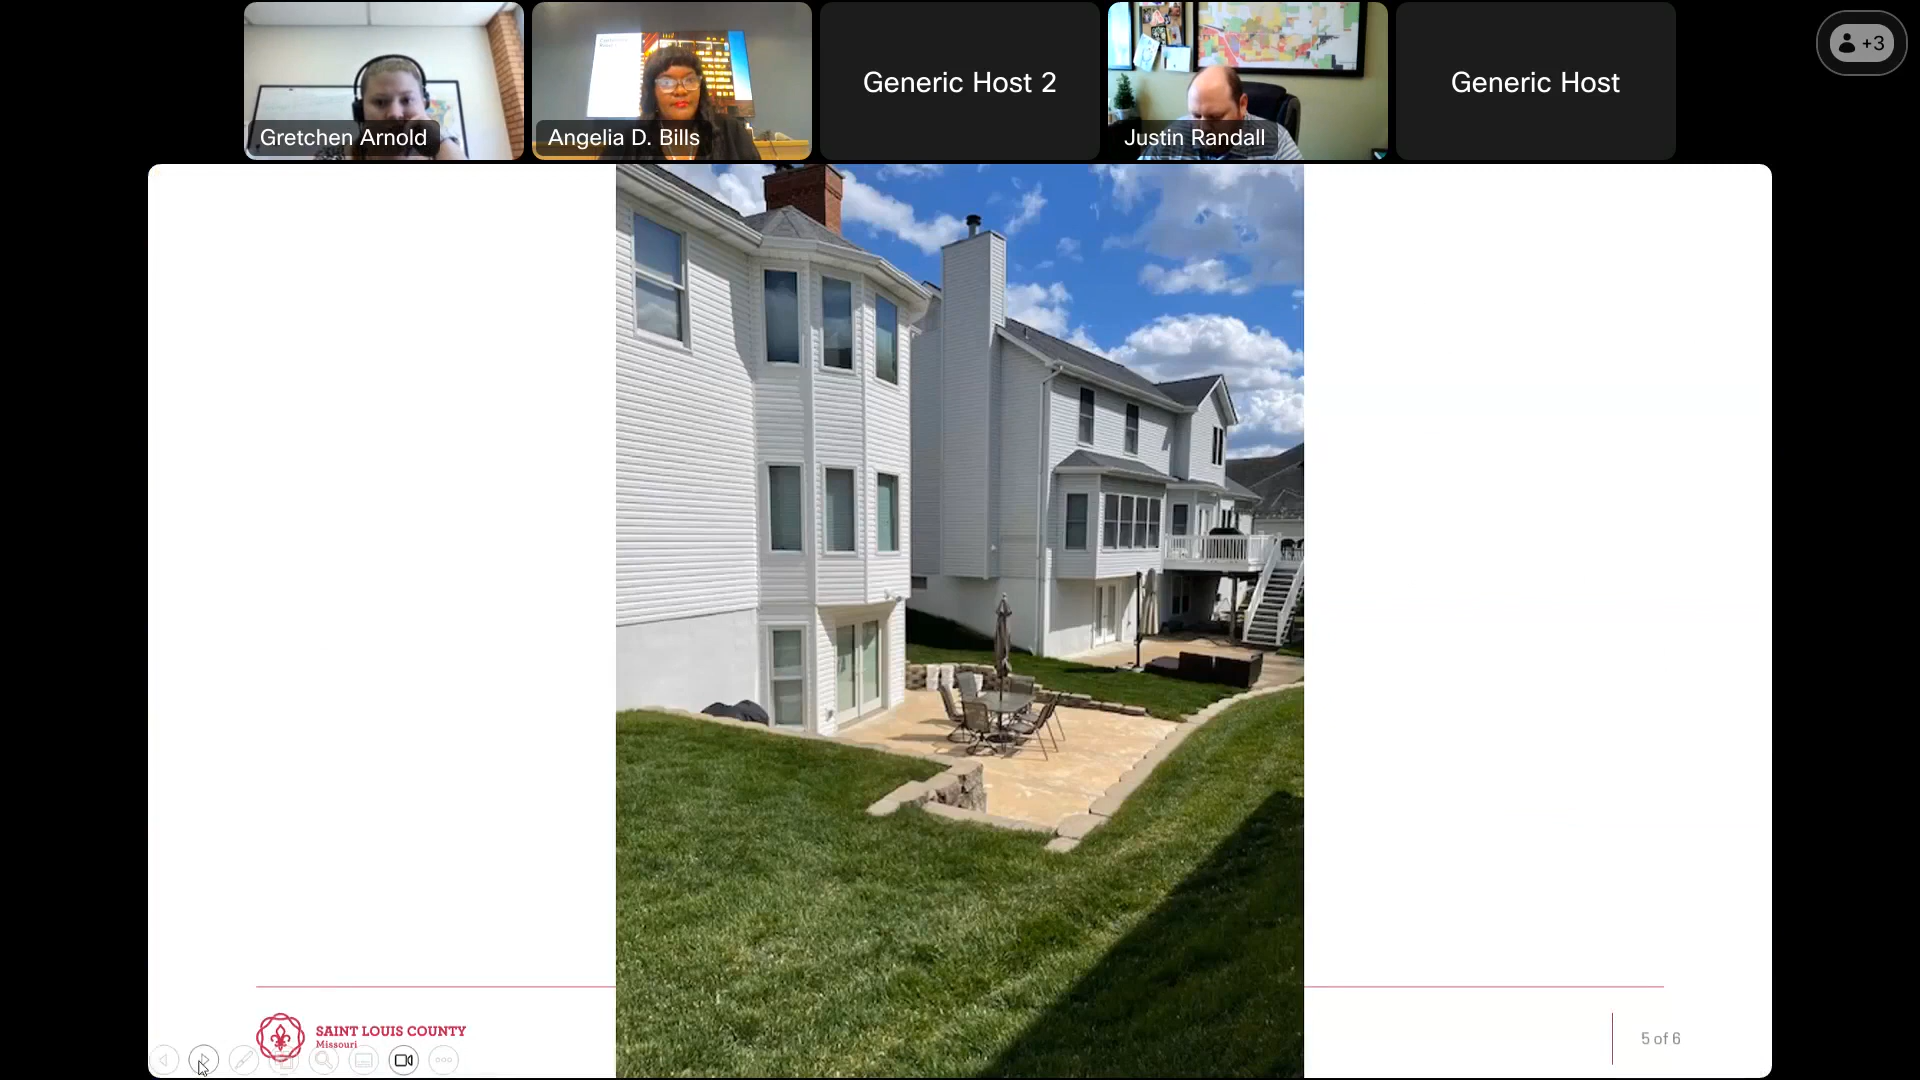 Gretchen Arnold
Angelia D. Bills
Generic Host 2
Justin Randall
Generic Host
+3
SAINT LOUIS COUNTY
Missouri
5 of 6